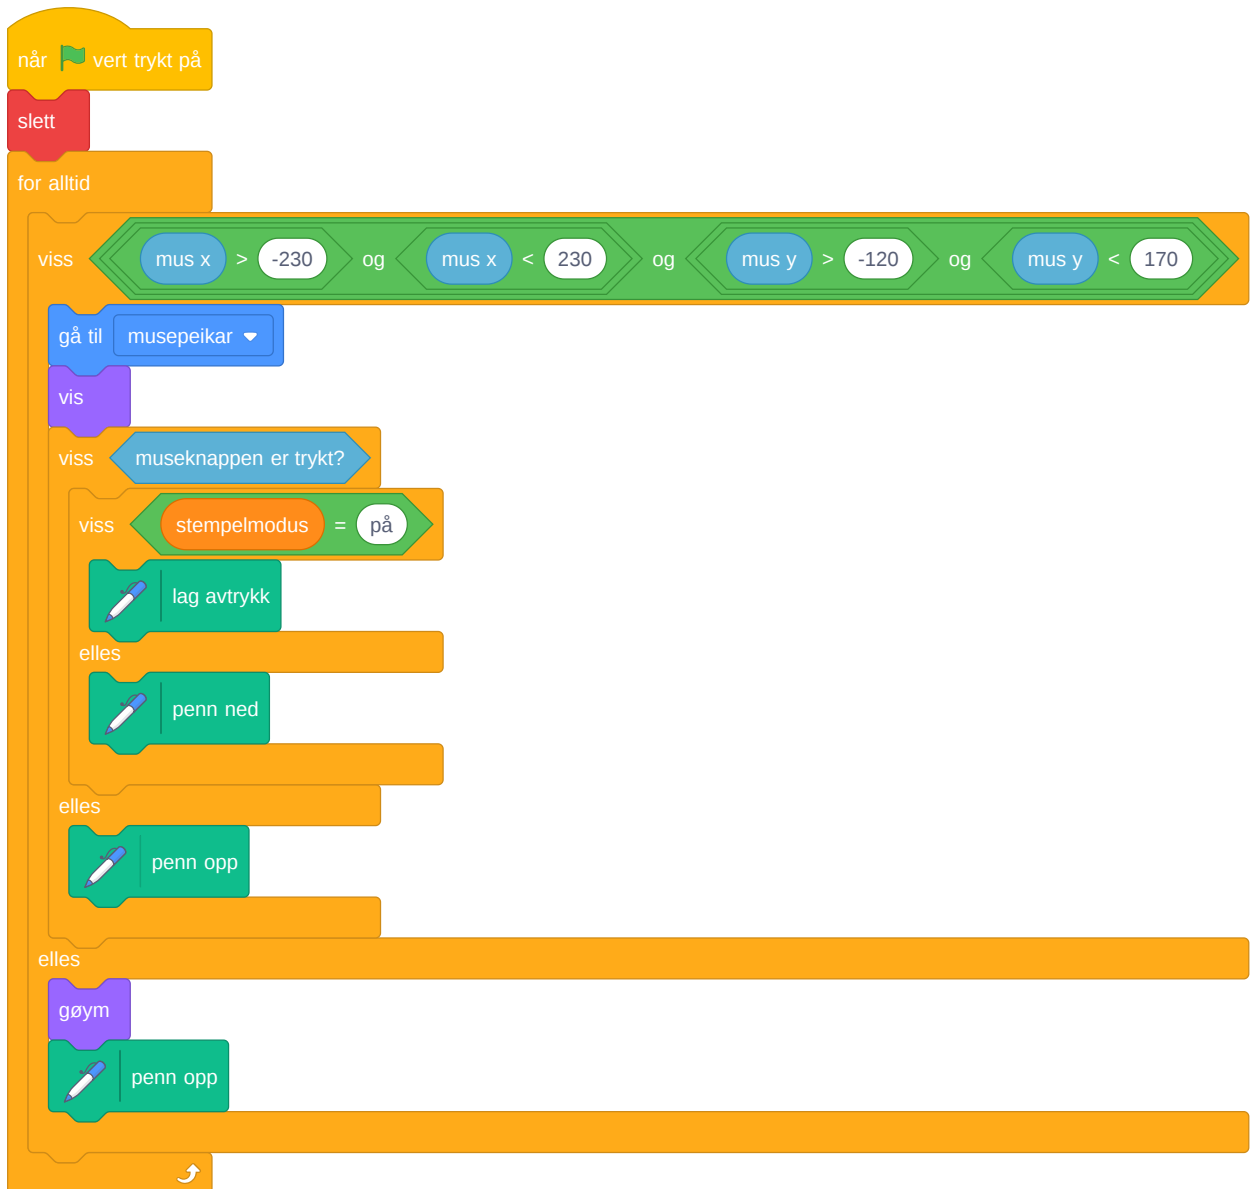 når vert trykt på
slett
for alltid
viss mus x > -230 og mus x < 230 og mus y > -120 og mus y < 170
gå til musepeikar
vis
viss museknappen er trykt?
viss stempelmodus = på
lag avtrykk
elles
penn ned
elles
penn opp
elles
gøym
penn opp